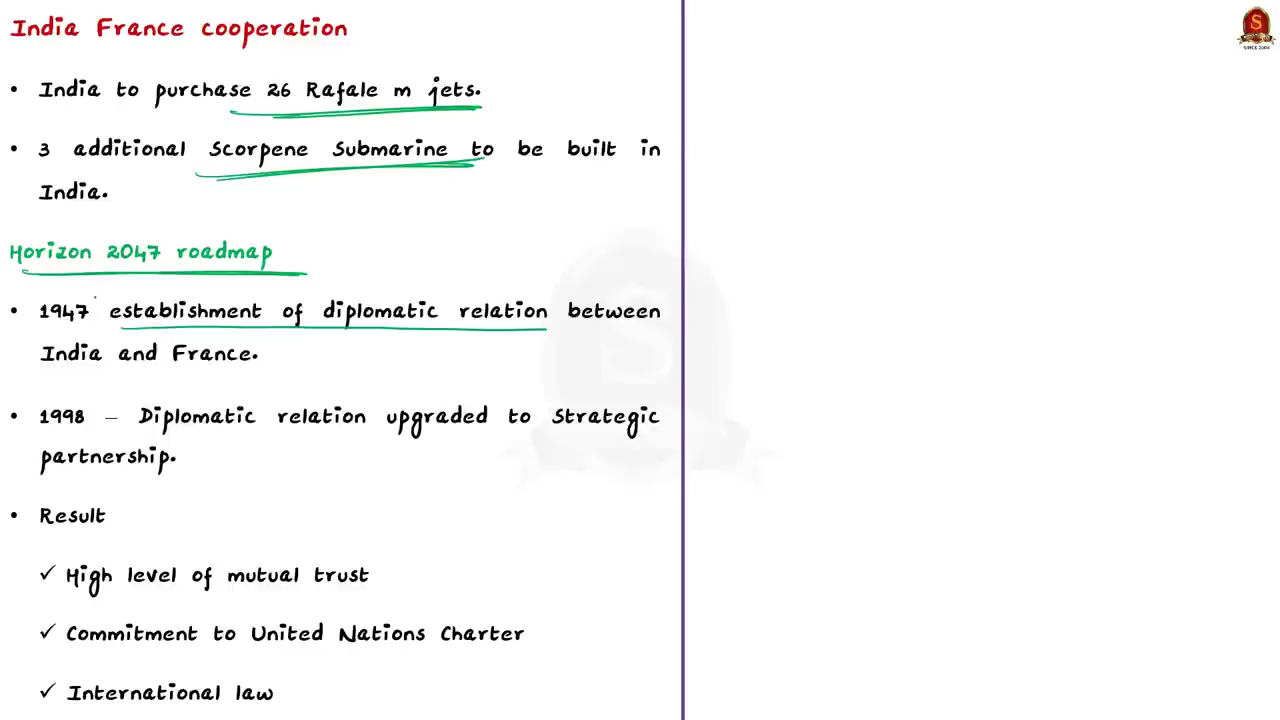 India France cooperation
• India to purchase 26 Rafale m jets.
• 3 additional Scorpene Submarine to be built in
India.
Horizon 2047 roadmap
• 1947 establishment of diplomatic relation between
India and France.
• 1998 – Diplomatic relation upgraded to Strategic
partnership.
• Result
✓ High level of mutual trust
✓ Commitment to United Nations Charter
✓ International law
S
SINCE 2004
S